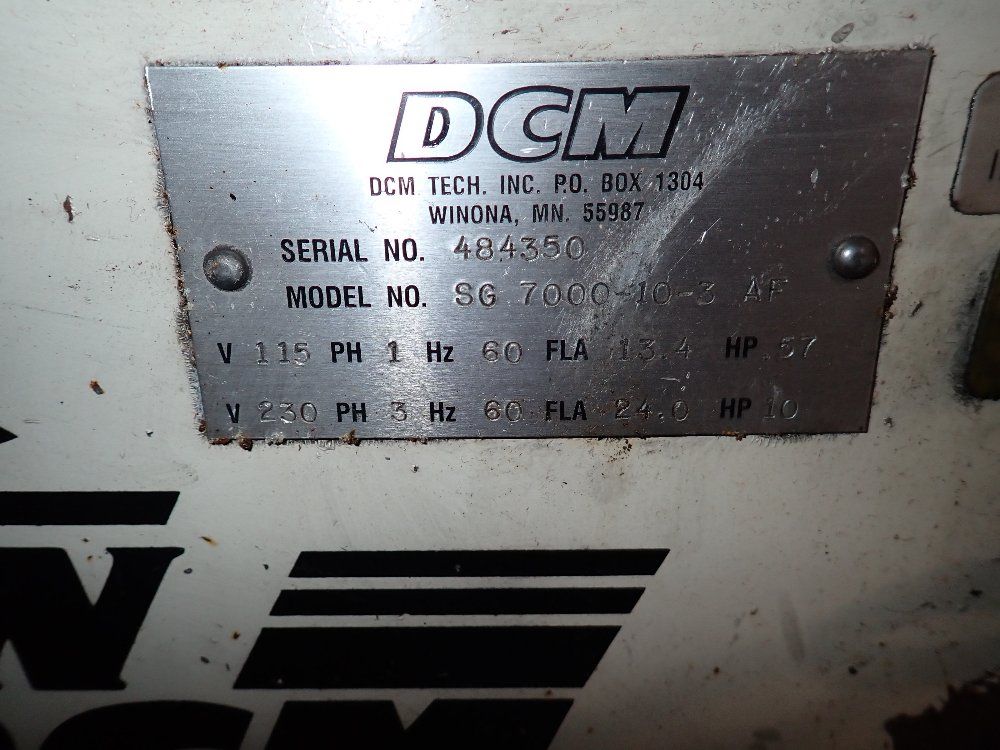 DCM
DCM TECH. INC. P.O. BOX 1304
WINONA, MN. 55987
SERIAL NO. 484350
MODEL NO. SG 7000-10-3 AF
V 115 PH 1 Hz 60 FLA 13.4 HP .57
V 230 PH 3 Hz 60 FLA 24.0 HP 10